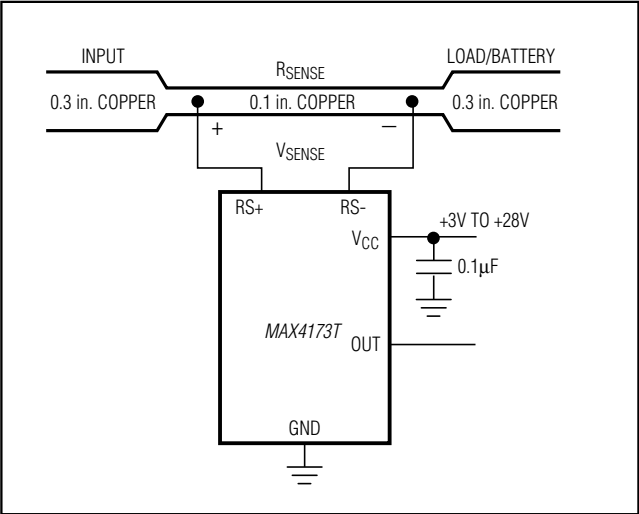 INPUT
RSENSE
LOAD/BATTERY
0.3 in. COPPER
0.1 in. COPPER
0.3 in. COPPER
+
−
VSENSE
RS+
RS-
+3V TO +28V
VCC
0.1μF
MAX4173T
OUT
GND